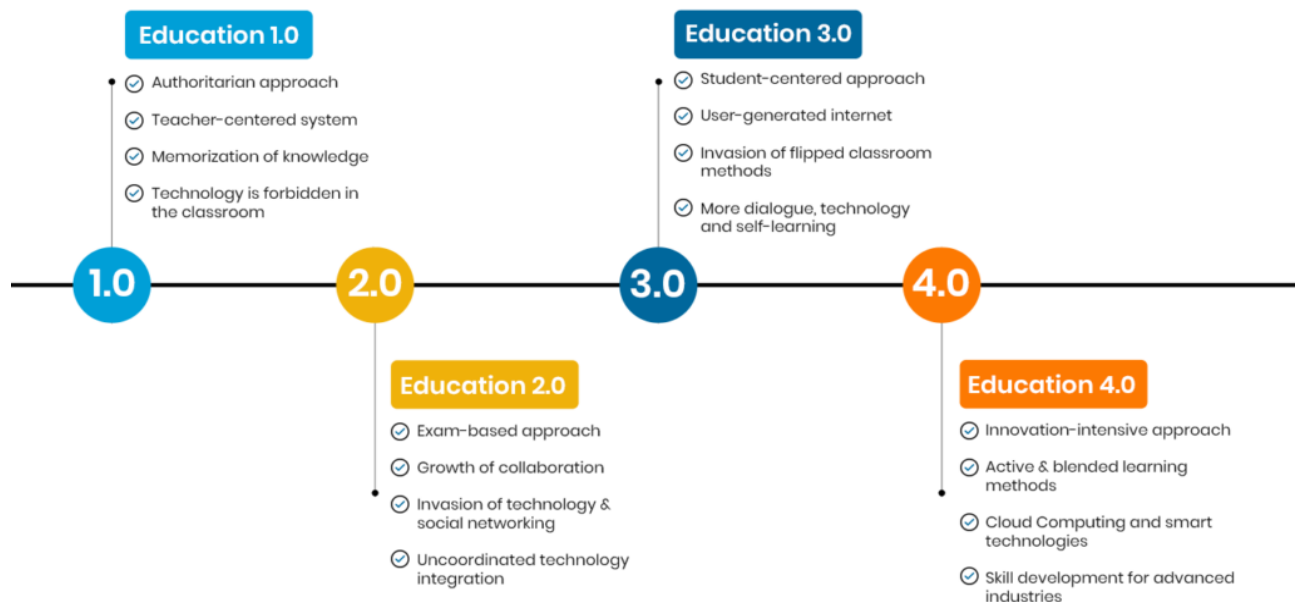 Education 1.0
Authoritarian approach
Teacher-centered system
Memorization of knowledge
Technology is forbidden in
the classroom
Education 3.0
Student-centered approach
User-generated internet
Invasion of flipped classroom
methods
More dialogue, technology
and self-learning
1.0
2.0
3.0
4.0
Education 2.0
Exam-based approach
Growth of collaboration
Invasion of technology &
social networking
Uncoordinated technology
integration
Education 4.0
Innovation-intensive approach
Active & blended learning
methods
Cloud Computing and smart
technologies
Skill development for advanced
industries